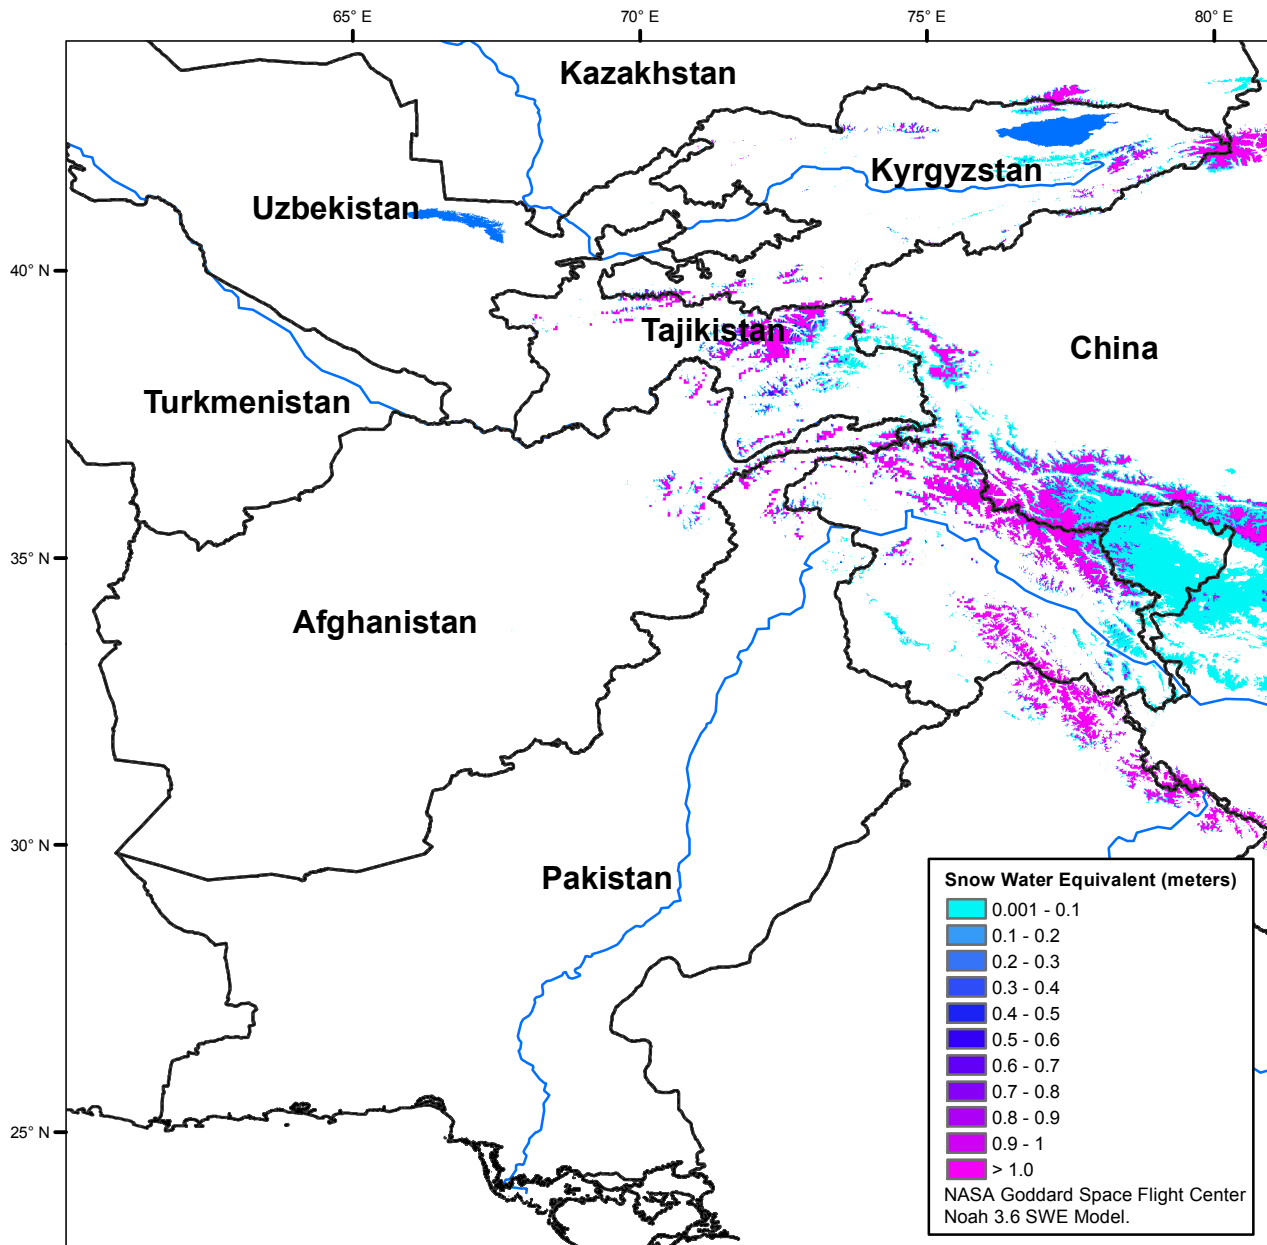 65° E
70° E
75° E
80° E
Kazakhstan
Kyrgyzstan
Uzbekistan
40° N
Tajikistan
China
Turkmenistan
35° N
Afghanistan
30° N
Pakistan
25° N
Snow Water Equivalent (meters)
0.001 - 0.1
0.1 - 0.2
0.2 - 0.3
0.3 - 0.4
0.4 - 0.5
0.5 - 0.6
0.6 - 0.7
0.7 - 0.8
0.8 - 0.9
0.9 - 1
> 1.0
NASA Goddard Space Flight Center
Noah 3.6 SWE Model.